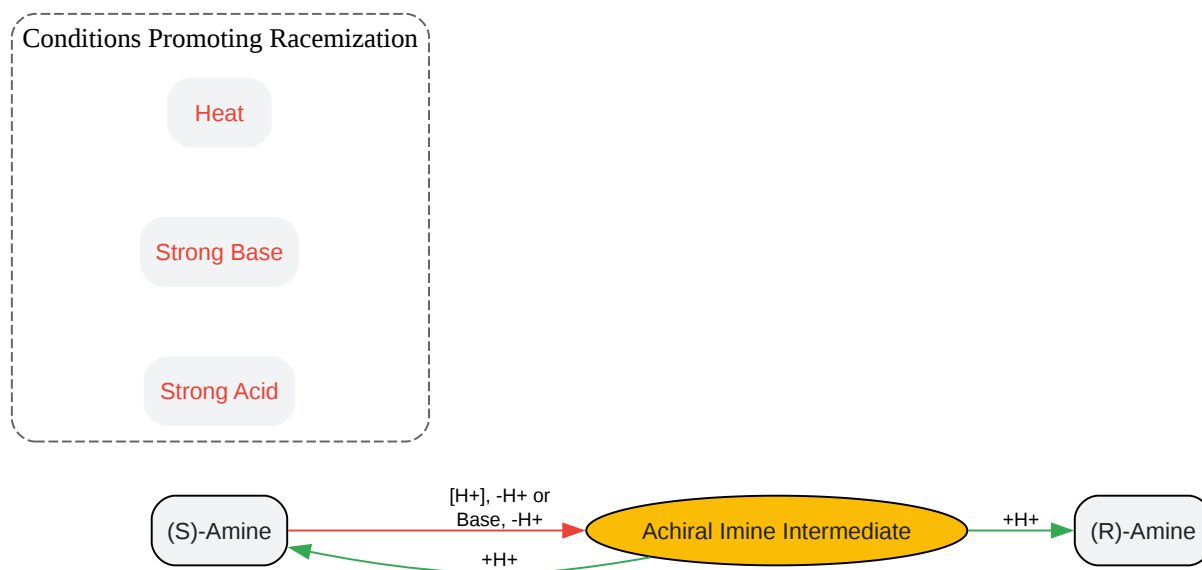 Conditions Promoting Racemization
Heat
Strong Base
Strong Acid
[H+], -H+ or
Base, -H+
(S)-Amine
Achiral Imine Intermediate
+H+
(R)-Amine
+H+